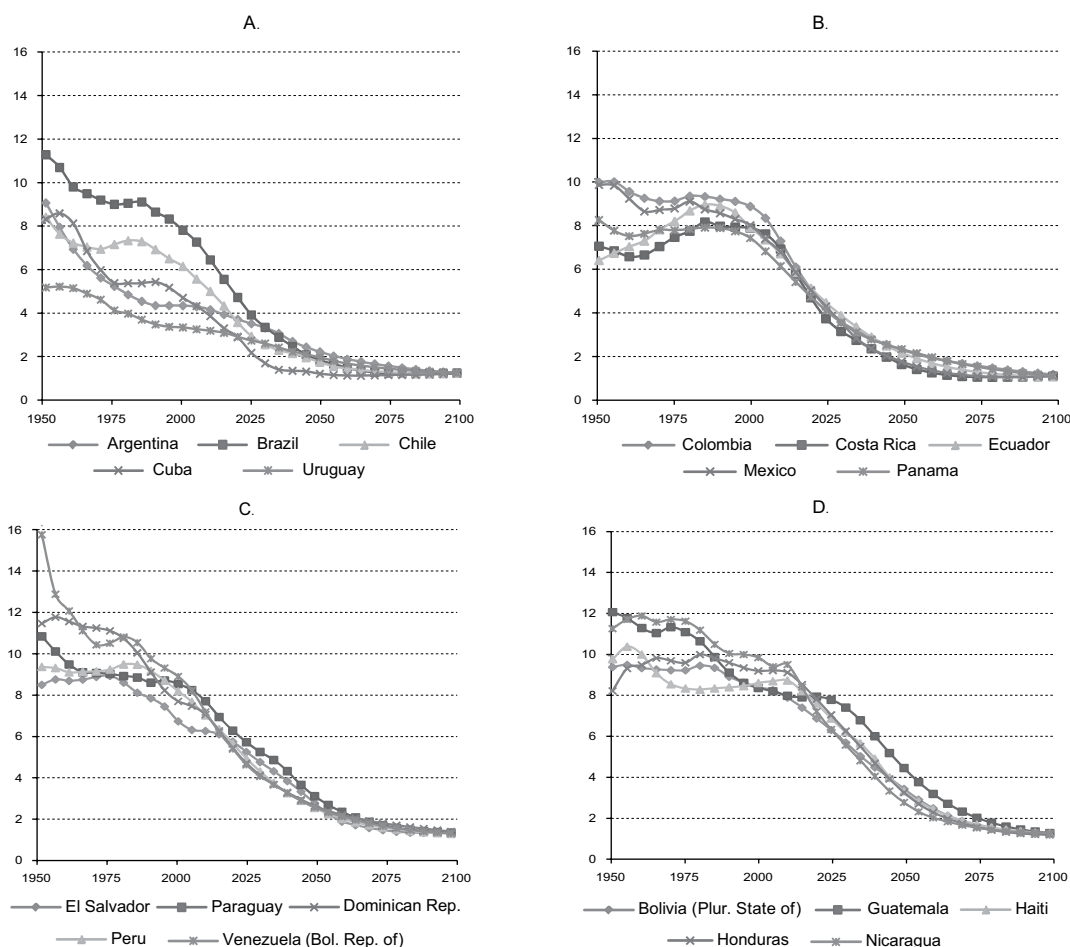 A.
16
14
12
10
8
6
4
2
0
1950 1975 2000 2025 2050 2075 2100
Argentina Brazil Chile
Cuba Uruguay
B.
16
14
12
10
8
6
4
2
0
1950 1975 2000 2025 2050 2075 2100
Colombia Costa Rica Ecuador
Mexico Panama
C.
16
14
12
10
8
6
4
2
0
1950 1975 2000 2025 2050 2075 2100
El Salvador Paraguay Dominican Rep.
Peru Venezuela (Bol. Rep. of)
D.
16
14
12
10
8
6
4
2
0
1950 1975 2000 2025 2050 2075 2100
Bolivia (Plur. State of) Guatemala Haiti
Honduras Nicaragua